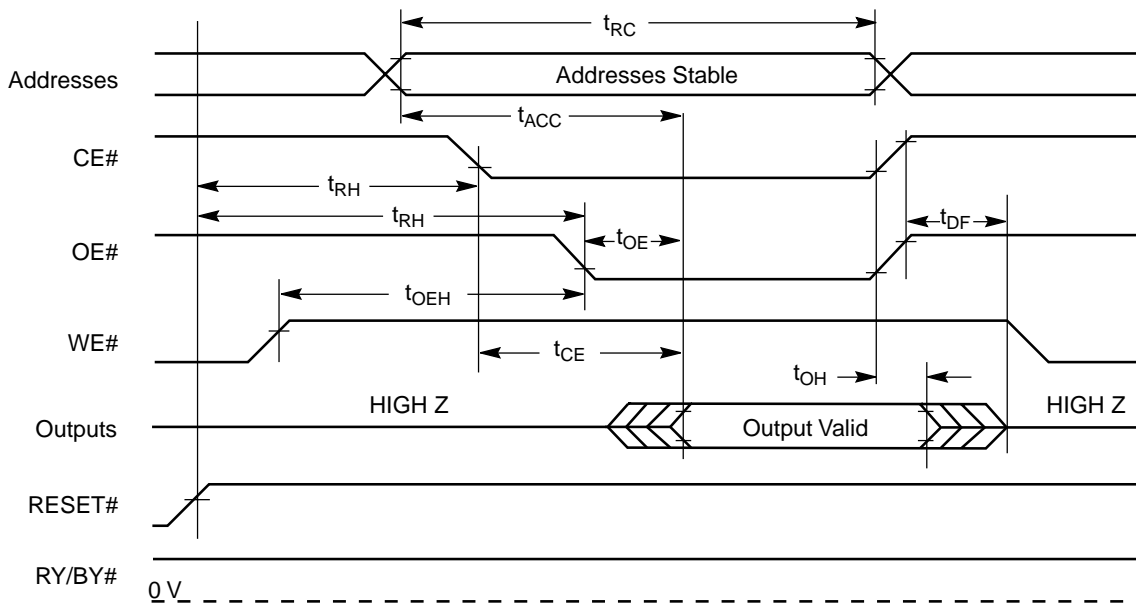 tRC
Addresses
Addresses Stable
tACC
CE#
tRH
tRH
tDF
OE#
tOE
tOEH
WE#
tCE
tOH
HIGH Z
HIGH Z
Outputs
Output Valid
RESET#
RY/BY#
0 V